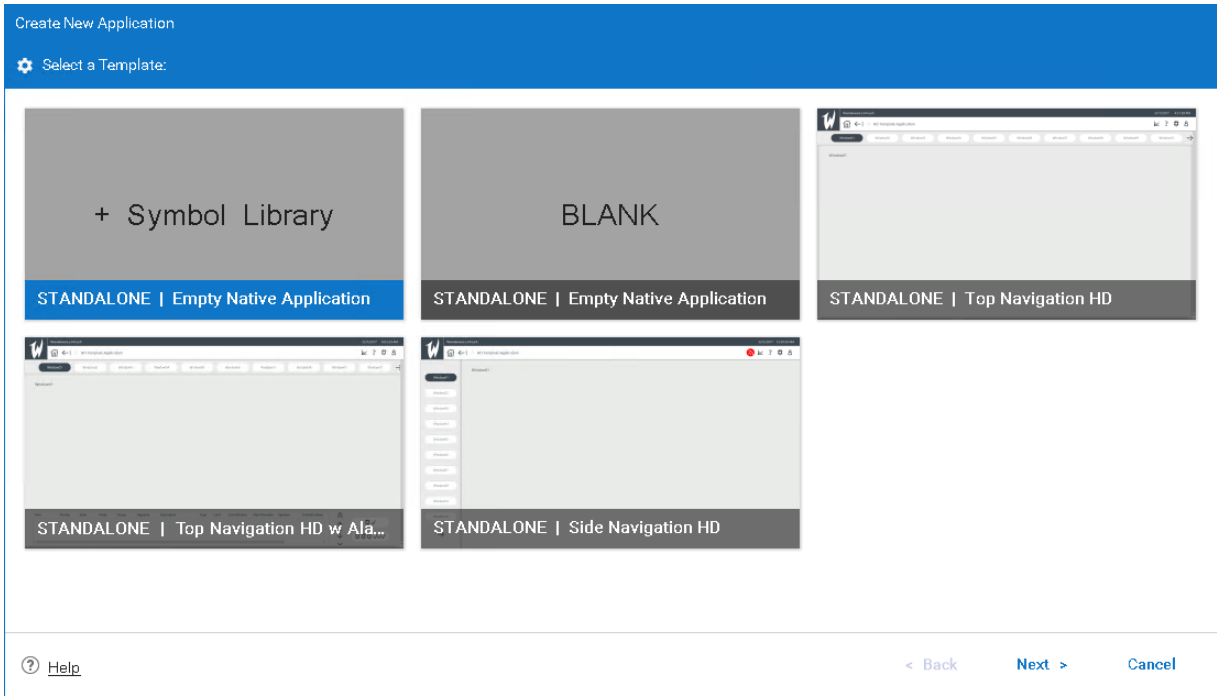 Create New Application
Select a Template:
+ Symbol Library
STANDALONE | Empty Native Application
BLANK
STANDALONE | Empty Native Application
STANDALONE | Top Navigation HD
STANDALONE | Top Navigation HD w Ala...
STANDALONE | Side Navigation HD
? Help
< Back
Next >
Cancel